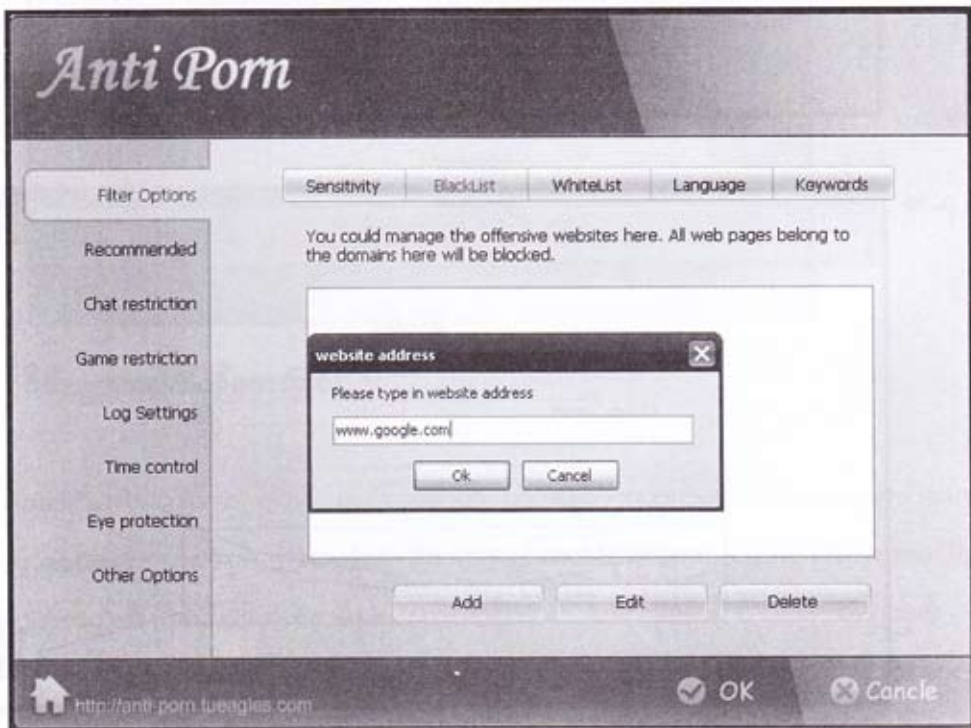 Anti Porn
Filter Options
Recommended
Chat restriction
Game restriction
Log Settings
Time control
Eye protection
Other Options
Sensitivity BlackList WhiteList Language Keywords
You could manage the offensive websites here. All web pages belong to
the domains here will be blocked.
website address
Please type in website address
www.google.com
Ok Cancel
Add Edit Delete
http://anti-porn.tueagles.com
OK Cancle